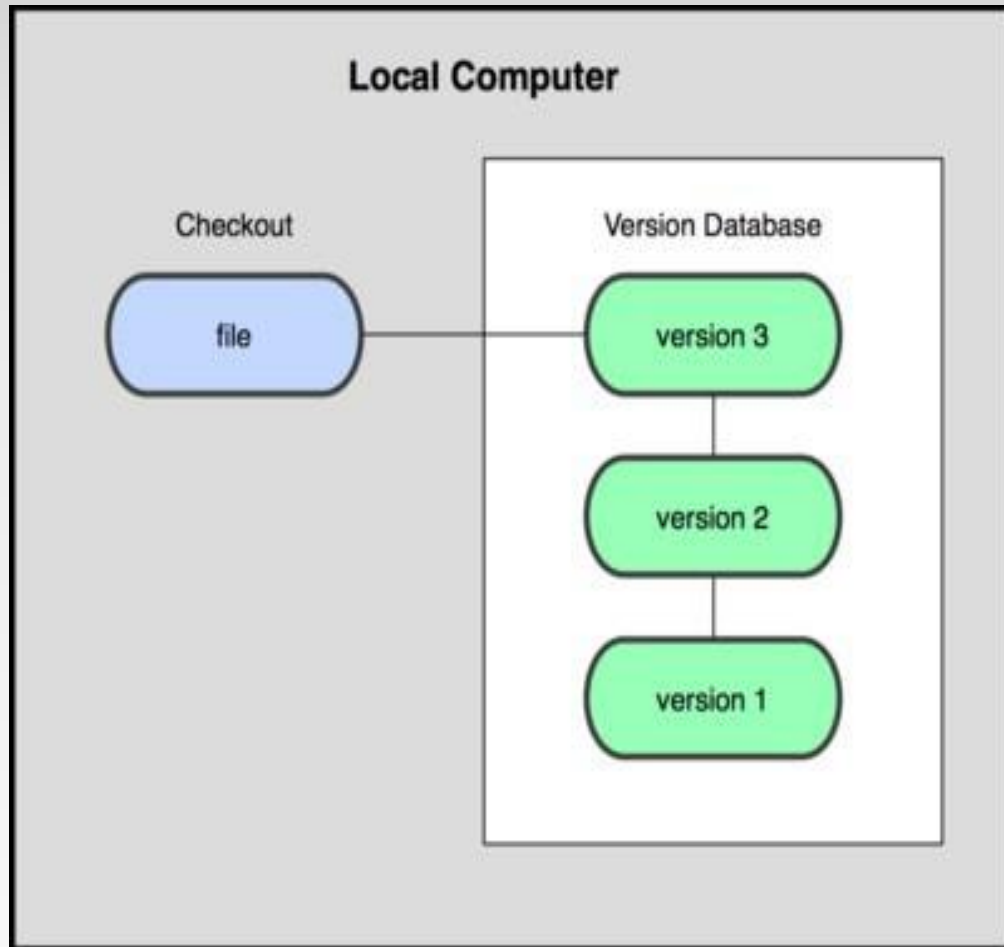 Local Computer
Checkout
Version Database
file
version 3
version 2
version 1